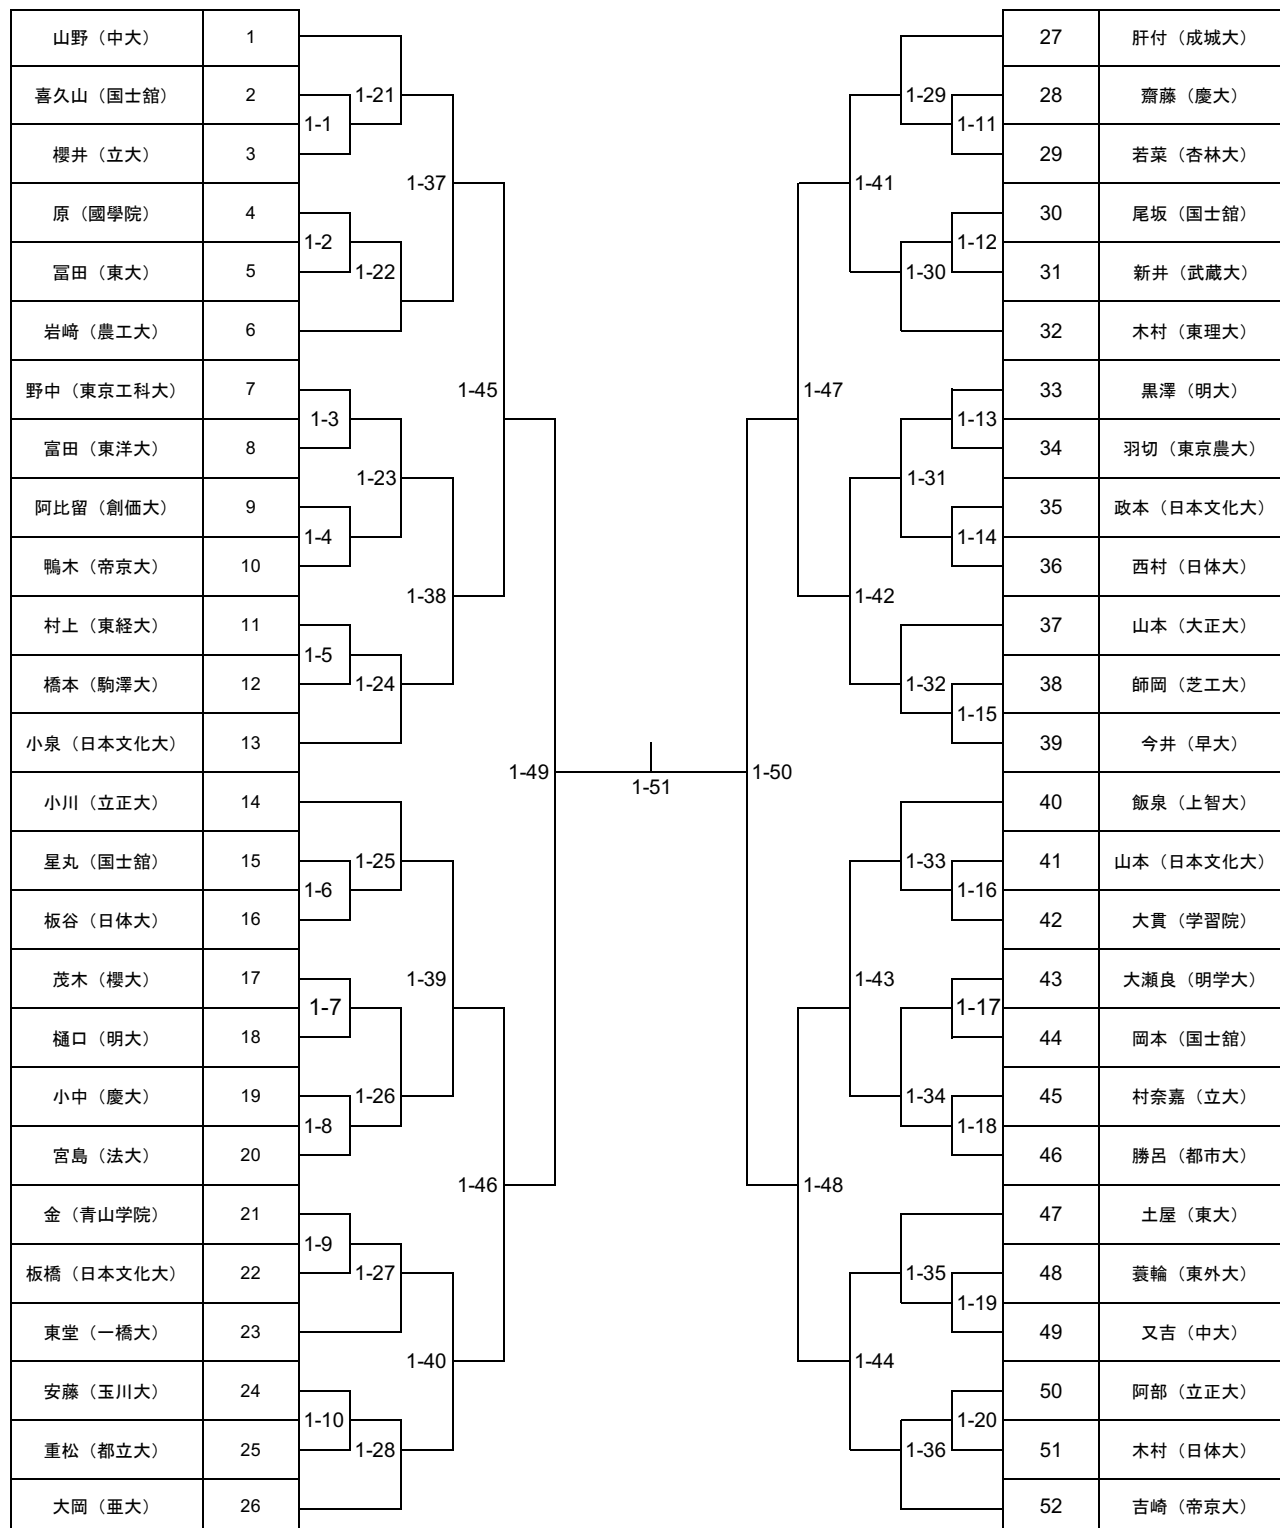 山野（中大） 1
喜久山（国士舘） 2
櫻井（立大） 3
原（國學院） 4
冨田（東大） 5
岩﨑（農工大） 6
野中（東京工科大） 7
富田（東洋大） 8
阿比留（創価大） 9
鴨木（帝京大） 10
村上（東経大） 11
橋本（駒澤大） 12
小泉（日本文化大） 13
小川（立正大） 14
星丸（国士舘） 15
板谷（日体大） 16
茂木（櫻大） 17
樋口（明大） 18
小中（慶大） 19
宮島（法大） 20
金（青山学院） 21
板橋（日本文化大） 22
東堂（一橋大） 23
安藤（玉川大） 24
重松（都立大） 25
大岡（亜大） 26
1-1
1-2
1-3
1-4
1-5
1-6
1-7
1-8
1-9
1-10
1-21
1-22
1-23
1-24
1-25
1-26
1-27
1-28
1-37
1-38
1-39
1-40
1-45
1-46
1-49
1-51
1-50
1-47
1-48
1-41
1-42
1-43
1-44
1-29
1-30
1-31
1-32
1-33
1-34
1-35
1-36
1-11
1-12
1-13
1-14
1-15
1-16
1-17
1-18
1-19
1-20
27 肝付（成城大）
28 齋藤（慶大）
29 若菜（杏林大）
30 尾坂（国士舘）
31 新井（武蔵大）
32 木村（東理大）
33 黒澤（明大）
34 羽切（東京農大）
35 政本（日本文化大）
36 西村（日体大）
37 山本（大正大）
38 師岡（芝工大）
39 今井（早大）
40 飯泉（上智大）
41 山本（日本文化大）
42 大貫（学習院）
43 大瀬良（明学大）
44 岡本（国士舘）
45 村奈嘉（立大）
46 勝呂（都市大）
47 土屋（東大）
48 蓑輪（東外大）
49 又吉（中大）
50 阿部（立正大）
51 木村（日体大）
52 吉崎（帝京大）